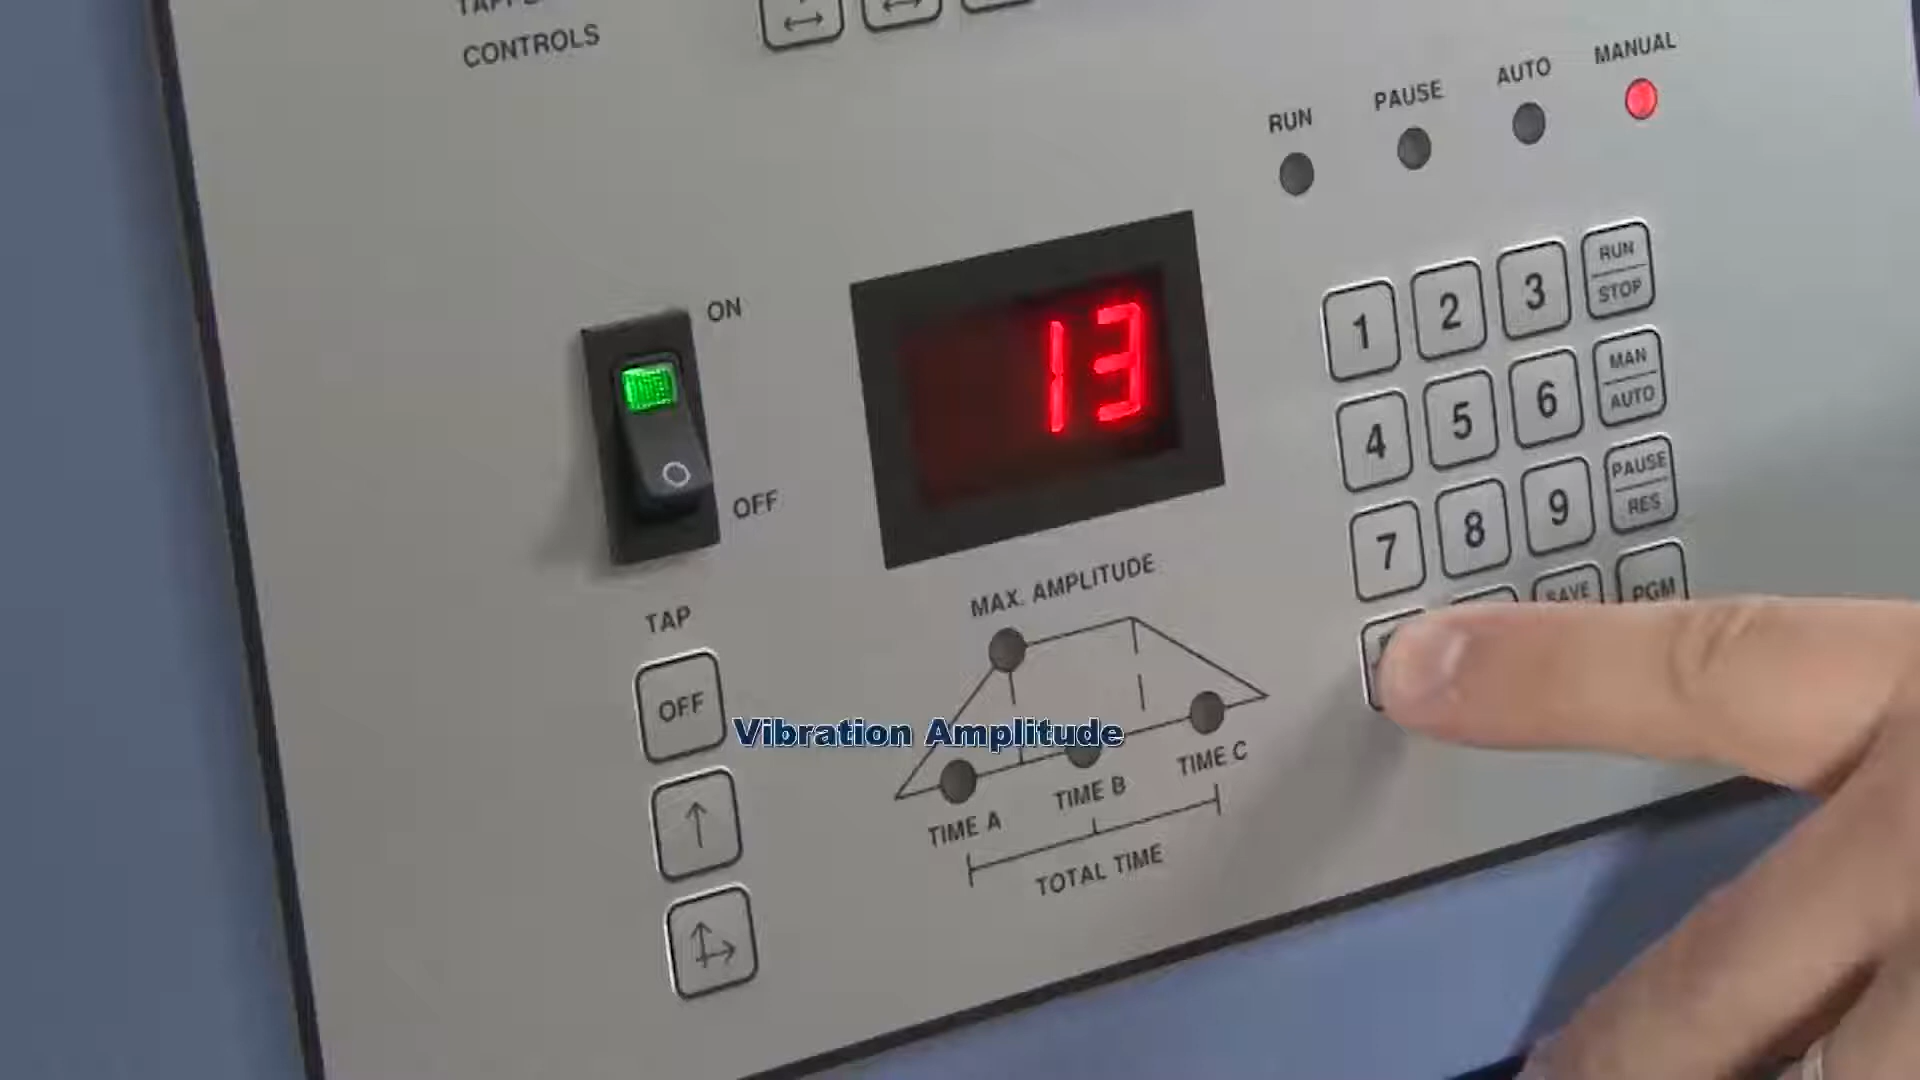 CONTROLS
RUN
PAUSE
AUTO
MANUAL
ON
OFF
13
1
2
3
RUN
STOP
4
5
6
MAN
AUTO
7
8
9
PAUSE
RES
SAVE
PGM
MAX. AMPLITUDE
TAP
OFF
Vibration Amplitude
TIME A
TIME B
TIME C
TOTAL TIME